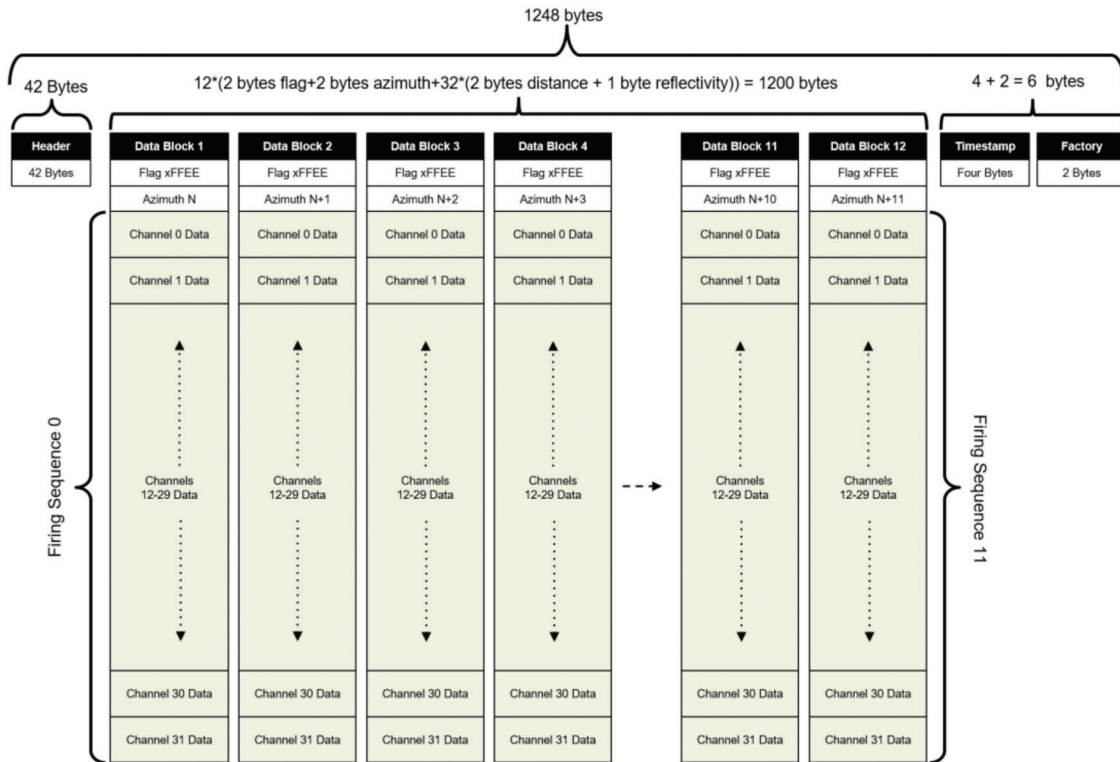 1248 bytes
42 Bytes
12*(2 bytes flag+2 bytes azimuth+32*(2 bytes distance + 1 byte reflectivity)) = 1200 bytes
4 + 2 = 6 bytes
Header
Data Block 1
Data Block 2
Data Block 3
Data Block 4
Data Block 11
Data Block 12
Timestamp
Factory
42 Bytes
Flag xFFEE
Flag xFFEE
Flag xFFEE
Flag xFFEE
Flag xFFEE
Flag xFFEE
Four Bytes
2 Bytes
Azimuth N
Azimuth N+1
Azimuth N+2
Azimuth N+3
Azimuth N+10
Azimuth N+11
Channel 0 Data
Channel 0 Data
Channel 0 Data
Channel 0 Data
Channel 0 Data
Channel 0 Data
Channel 1 Data
Channel 1 Data
Channel 1 Data
Channel 1 Data
Channel 1 Data
Channel 1 Data
Firing Sequence 0
Channels
12-29 Data
Channels
12-29 Data
Channels
12-29 Data
Channels
12-29 Data
Channels
12-29 Data
Channels
12-29 Data
Firing Sequence 11
Channel 30 Data
Channel 30 Data
Channel 30 Data
Channel 30 Data
Channel 30 Data
Channel 30 Data
Channel 31 Data
Channel 31 Data
Channel 31 Data
Channel 31 Data
Channel 31 Data
Channel 31 Data